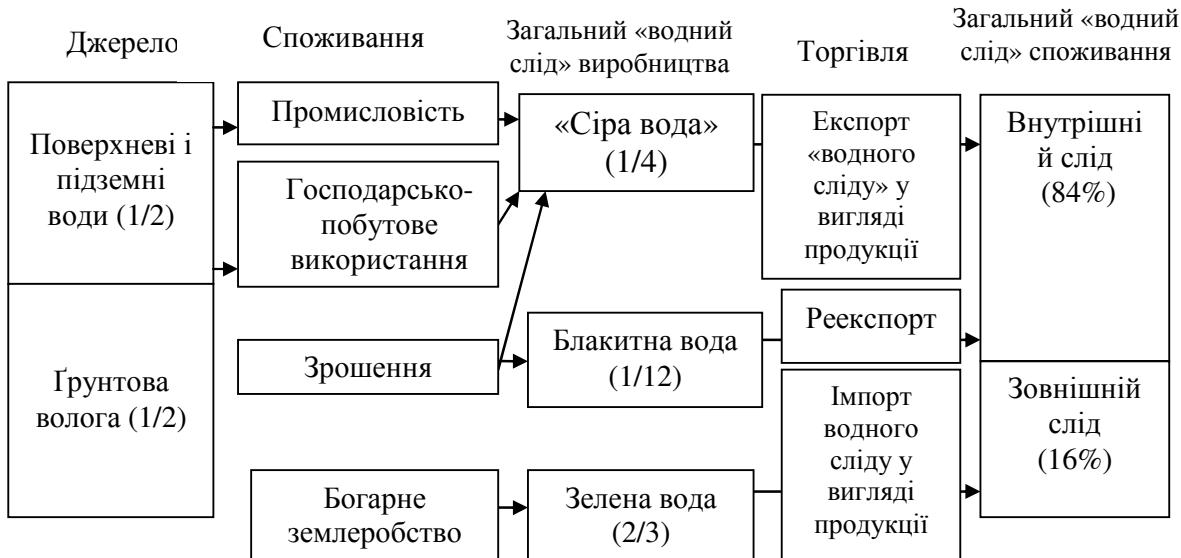 Джерело
Споживання
Загальний «водний
слід» виробництва
Торгівля
Загальний «водний
слід» споживання
Поверхневі і
підземні
води (1/2)
Ґрунтова
волога (1/2)
Промисловість
Господарсько-
побутове
використання
Зрошення
Богарне
землеробство
«Сіра вода»
(1/4)
Блакитна вода
(1/12)
Зелена вода
(2/3)
Експорт
«водного
сліду» у
вигляді
продукції
Реекспорт
Імпорт
водного
сліду у
вигляді
продукції
Внутрішні
й слід
(84%)
Зовнішній
слід
(16%)